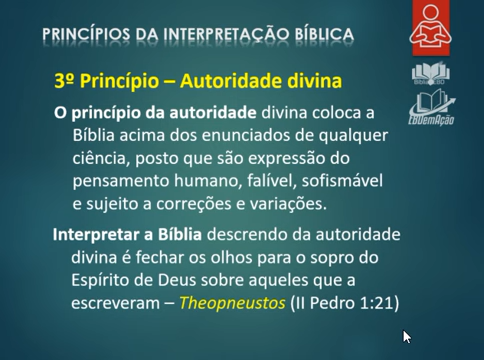 PRINCÍPIOS DA INTERPRETAÇÃO BÍBLICA
3º Princípio – Autoridade divina
O princípio da autoridade divina coloca a
Bíblia acima dos enunciados de qualquer
ciência, posto que são expressão do
pensamento humano, falível, sofismável
e sujeito a correções e variações.
Interpretar a Bíblia descrendo da autoridade
divina é fechar os olhos para o sopro do
Espírito de Deus sobre aqueles que a
escreveram – Theopneustos (II Pedro 1:21)
EBDemAção